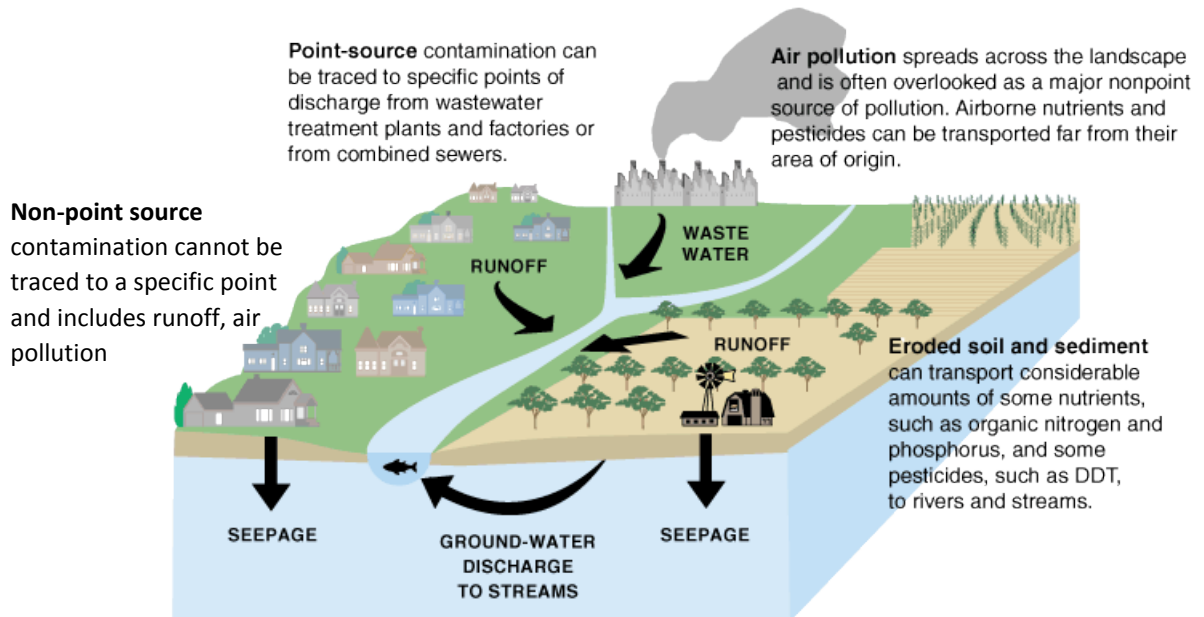 Point-source contamination can
be traced to specific points of
discharge from wastewater
treatment plants and factories or
from combined sewers.
Air pollution spreads across the landscape
and is often overlooked as a major nonpoint
source of pollution. Airborne nutrients and
pesticides can be transported far from their
area of origin.
Non-point source
contamination cannot be
traced to a specific point
and includes runoff, air
pollution
RUNOFF
WASTE
WATER
RUNOFF
Eroded soil and sediment
can transport considerable
amounts of some nutrients,
such as organic nitrogen and
phosphorus, and some
pesticides, such as DDT,
to rivers and streams.
SEEPAGE
GROUND-WATER
DISCHARGE
TO STREAMS
SEEPAGE